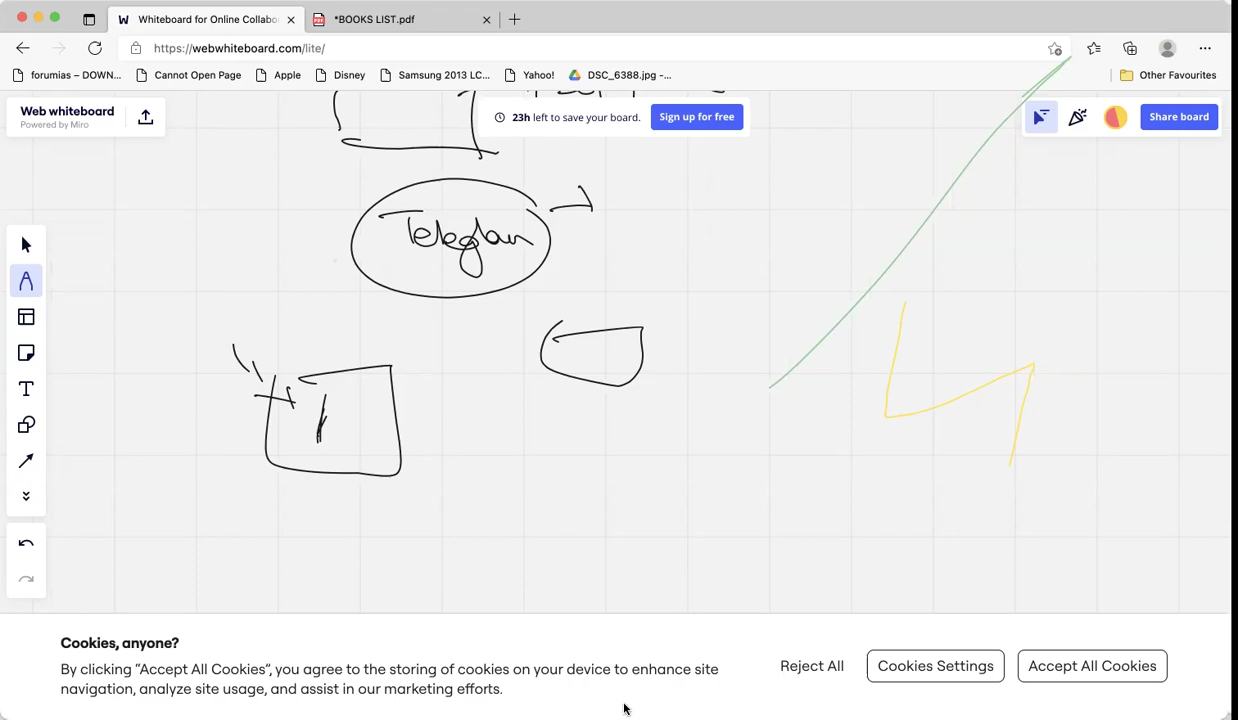 Whiteboard for Online Collabo
*BOOKS LIST.pdf
https://webwhiteboard.com/lite/
forumias – DOWN...
Cannot Open Page
Apple
Disney
Samsung 2013 LC...
Yahoo!
DSC_6388.jpg -...
Other Favourites
Web whiteboard
Powered by Miro
23h left to save your board.
Sign up for free
Share board
Telegram
1
Cookies, anyone?
By clicking “Accept All Cookies”, you agree to the storing of cookies on your device to enhance site
navigation, analyze site usage, and assist in our marketing efforts.
Reject All
Cookies Settings
Accept All Cookies